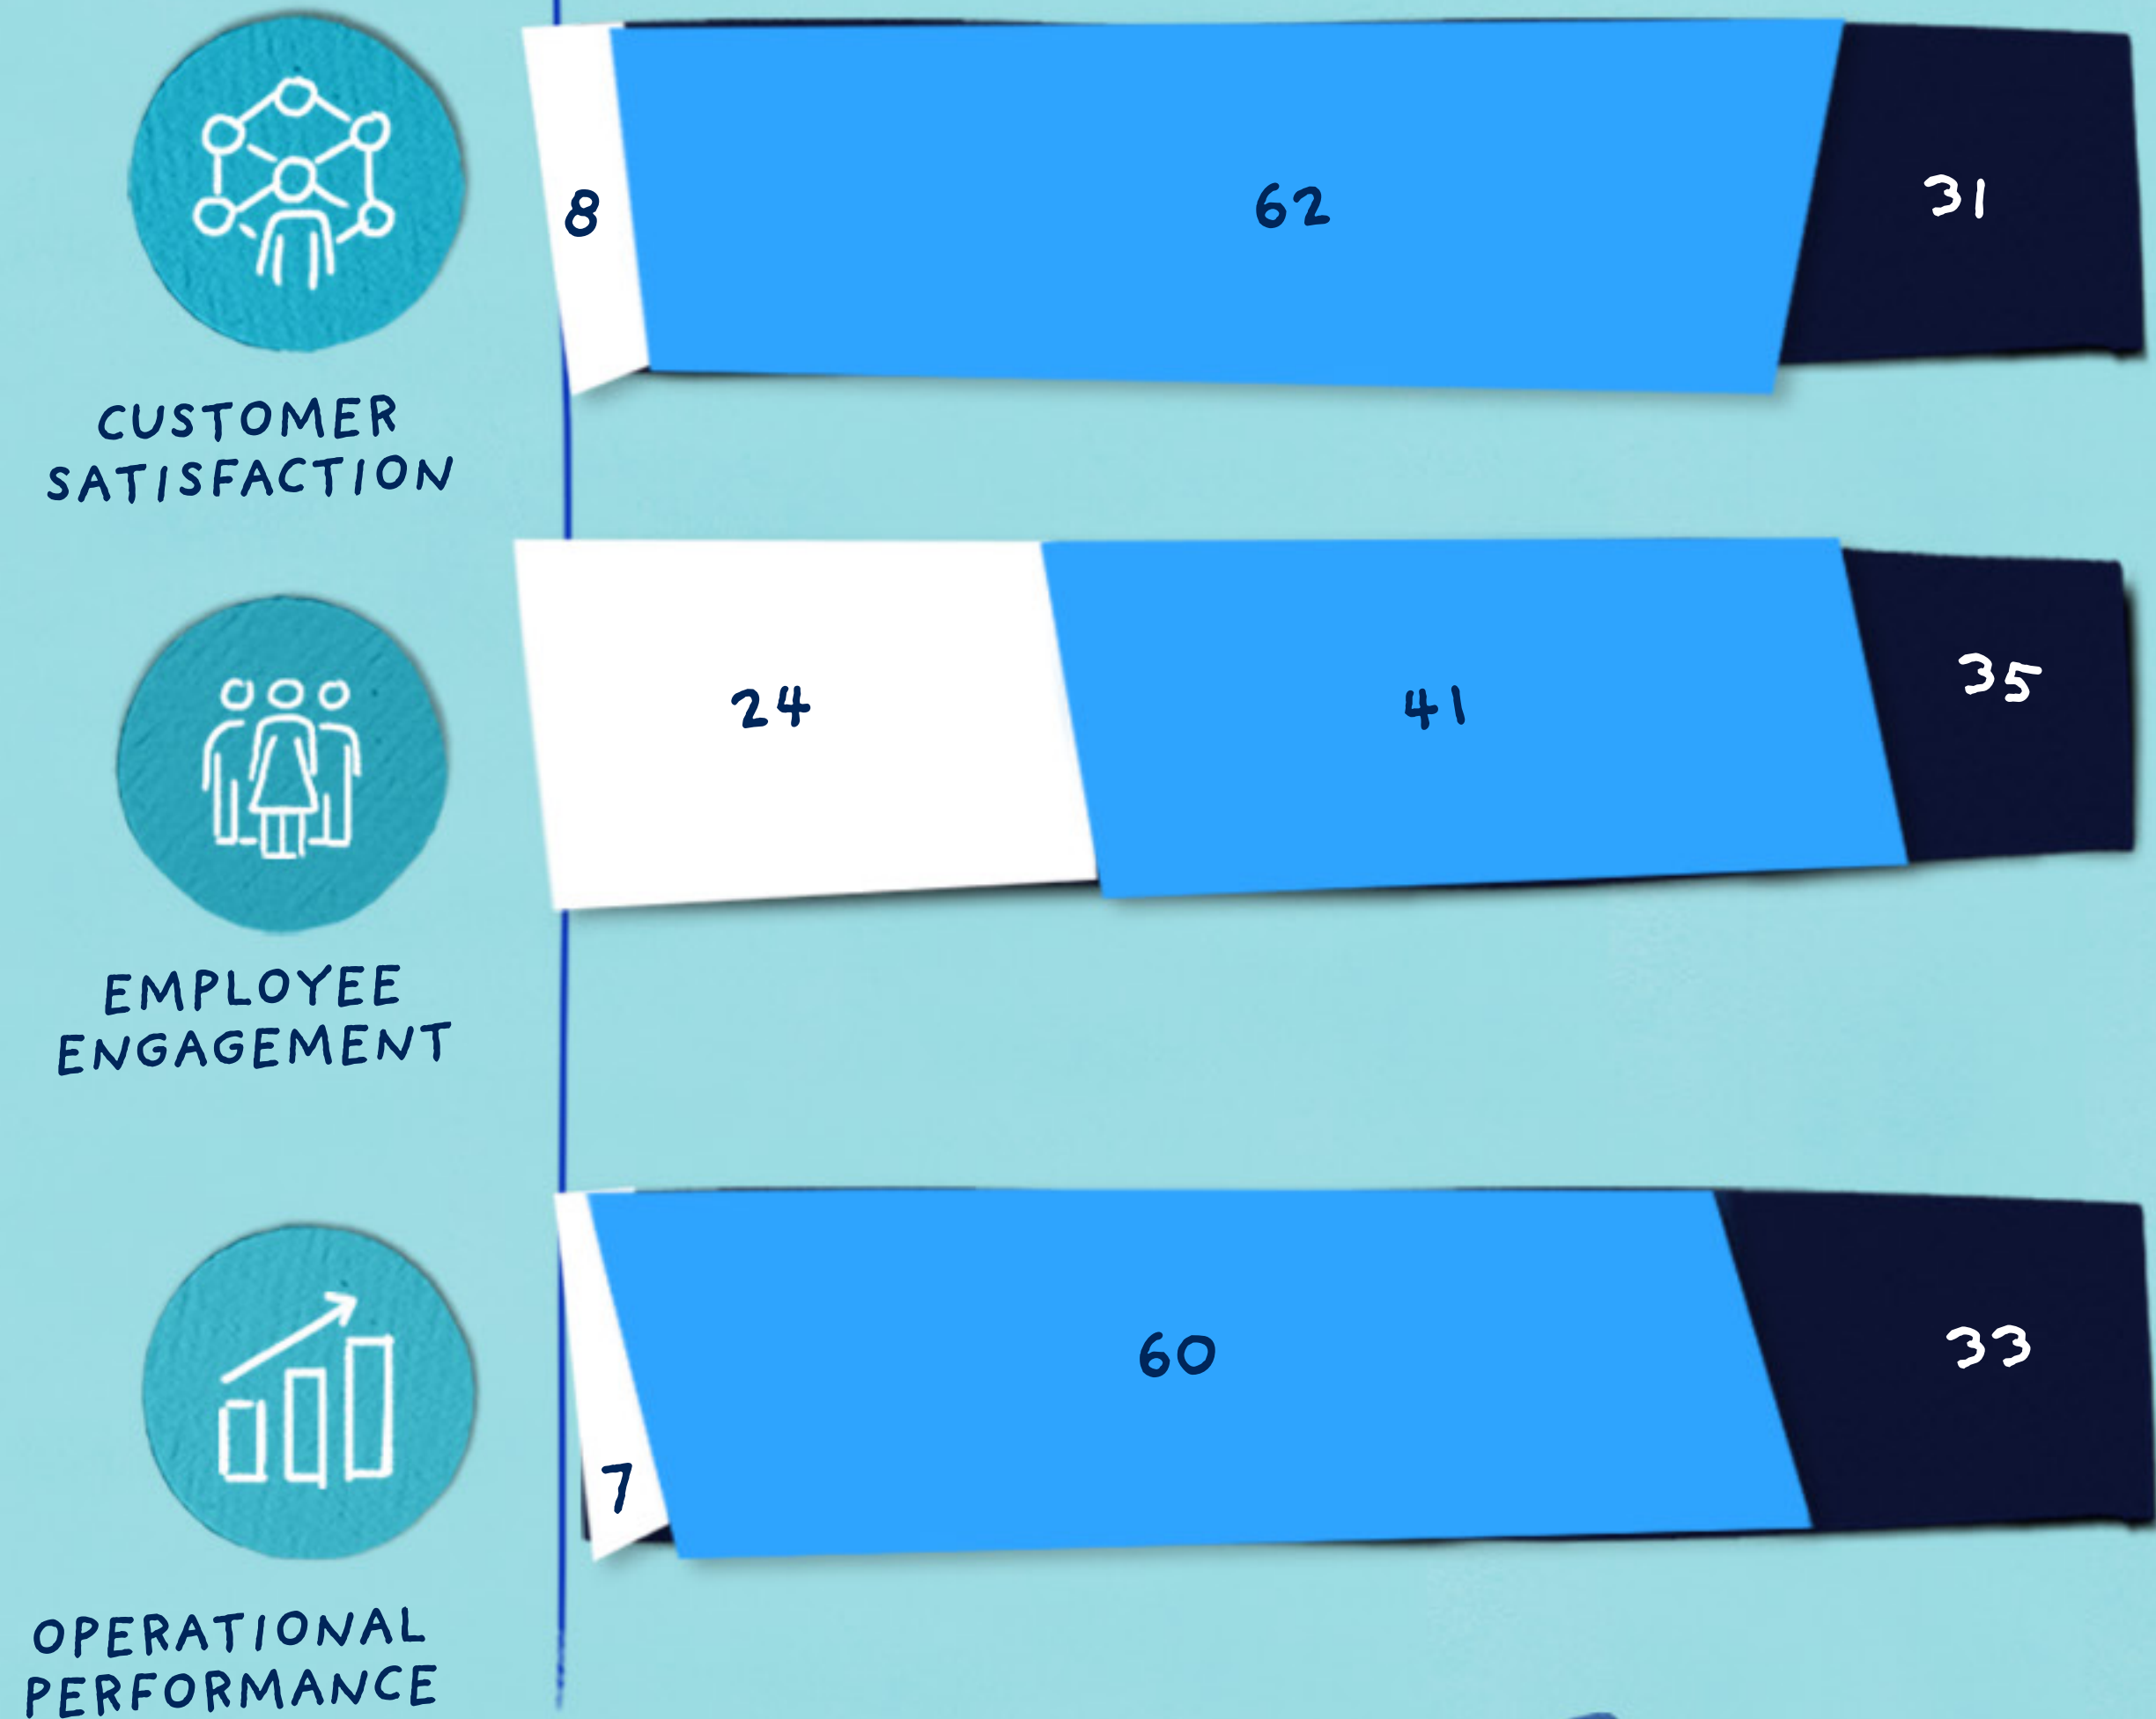 8 62 31
CUSTOMER
SATISFACTION
24 41 35
EMPLOYEE
ENGAGEMENT
7 60 33
OPERATIONAL
PERFORMANCE